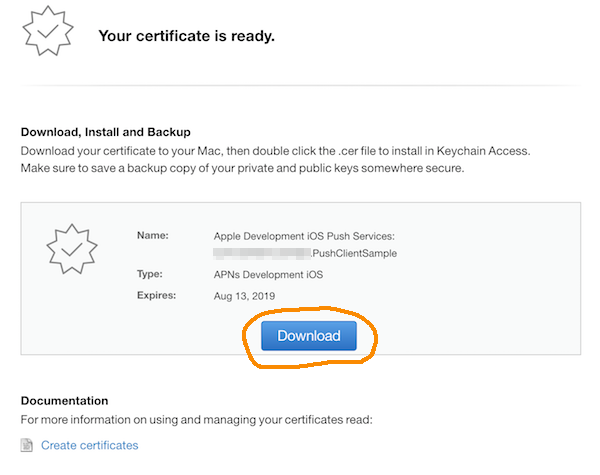 Your certificate is ready.
Download, Install and Backup
Download your certificate to your Mac, then double click the .cer file to install in Keychain Access.
Make sure to save a backup copy of your private and public keys somewhere secure.
Name: Apple Development iOS Push Services:
.PushClientSample
Type: APNs Development iOS
Expires: Aug 13, 2019
Download
Documentation
For more information on using and managing your certificates read:
Create certificates